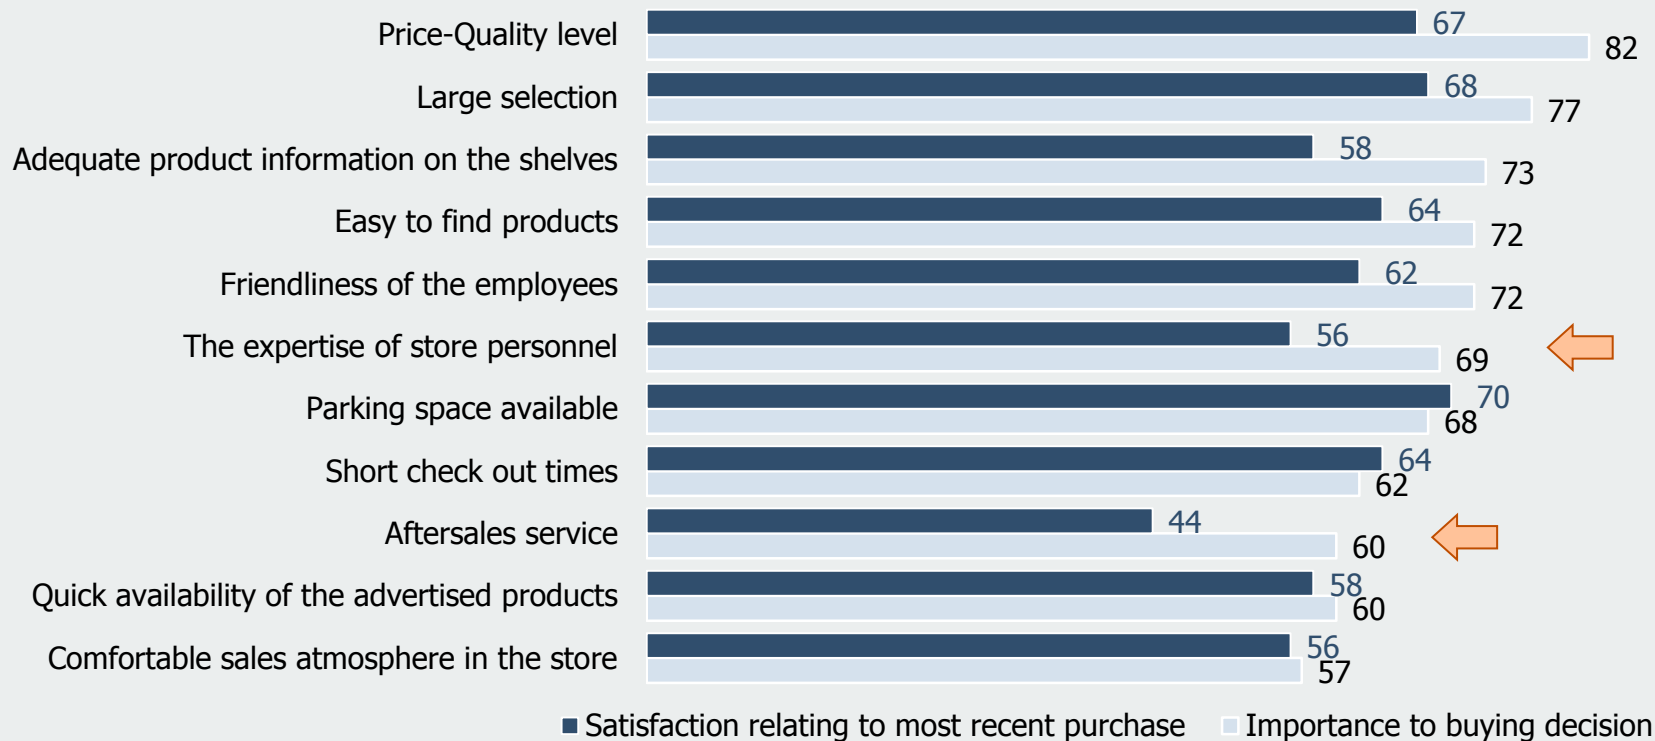 Price-Quality level 67 82
Large selection 68 77
Adequate product information on the shelves 58 73
Easy to find products 64 72
Friendliness of the employees 62 72
The expertise of store personnel 56 69
Parking space available 70 68
Short check out times 64 62
Aftersales service 44 60
Quick availability of the advertised products 58 60
Comfortable sales atmosphere in the store 56 57
Satisfaction relating to most recent purchase Importance to buying decision